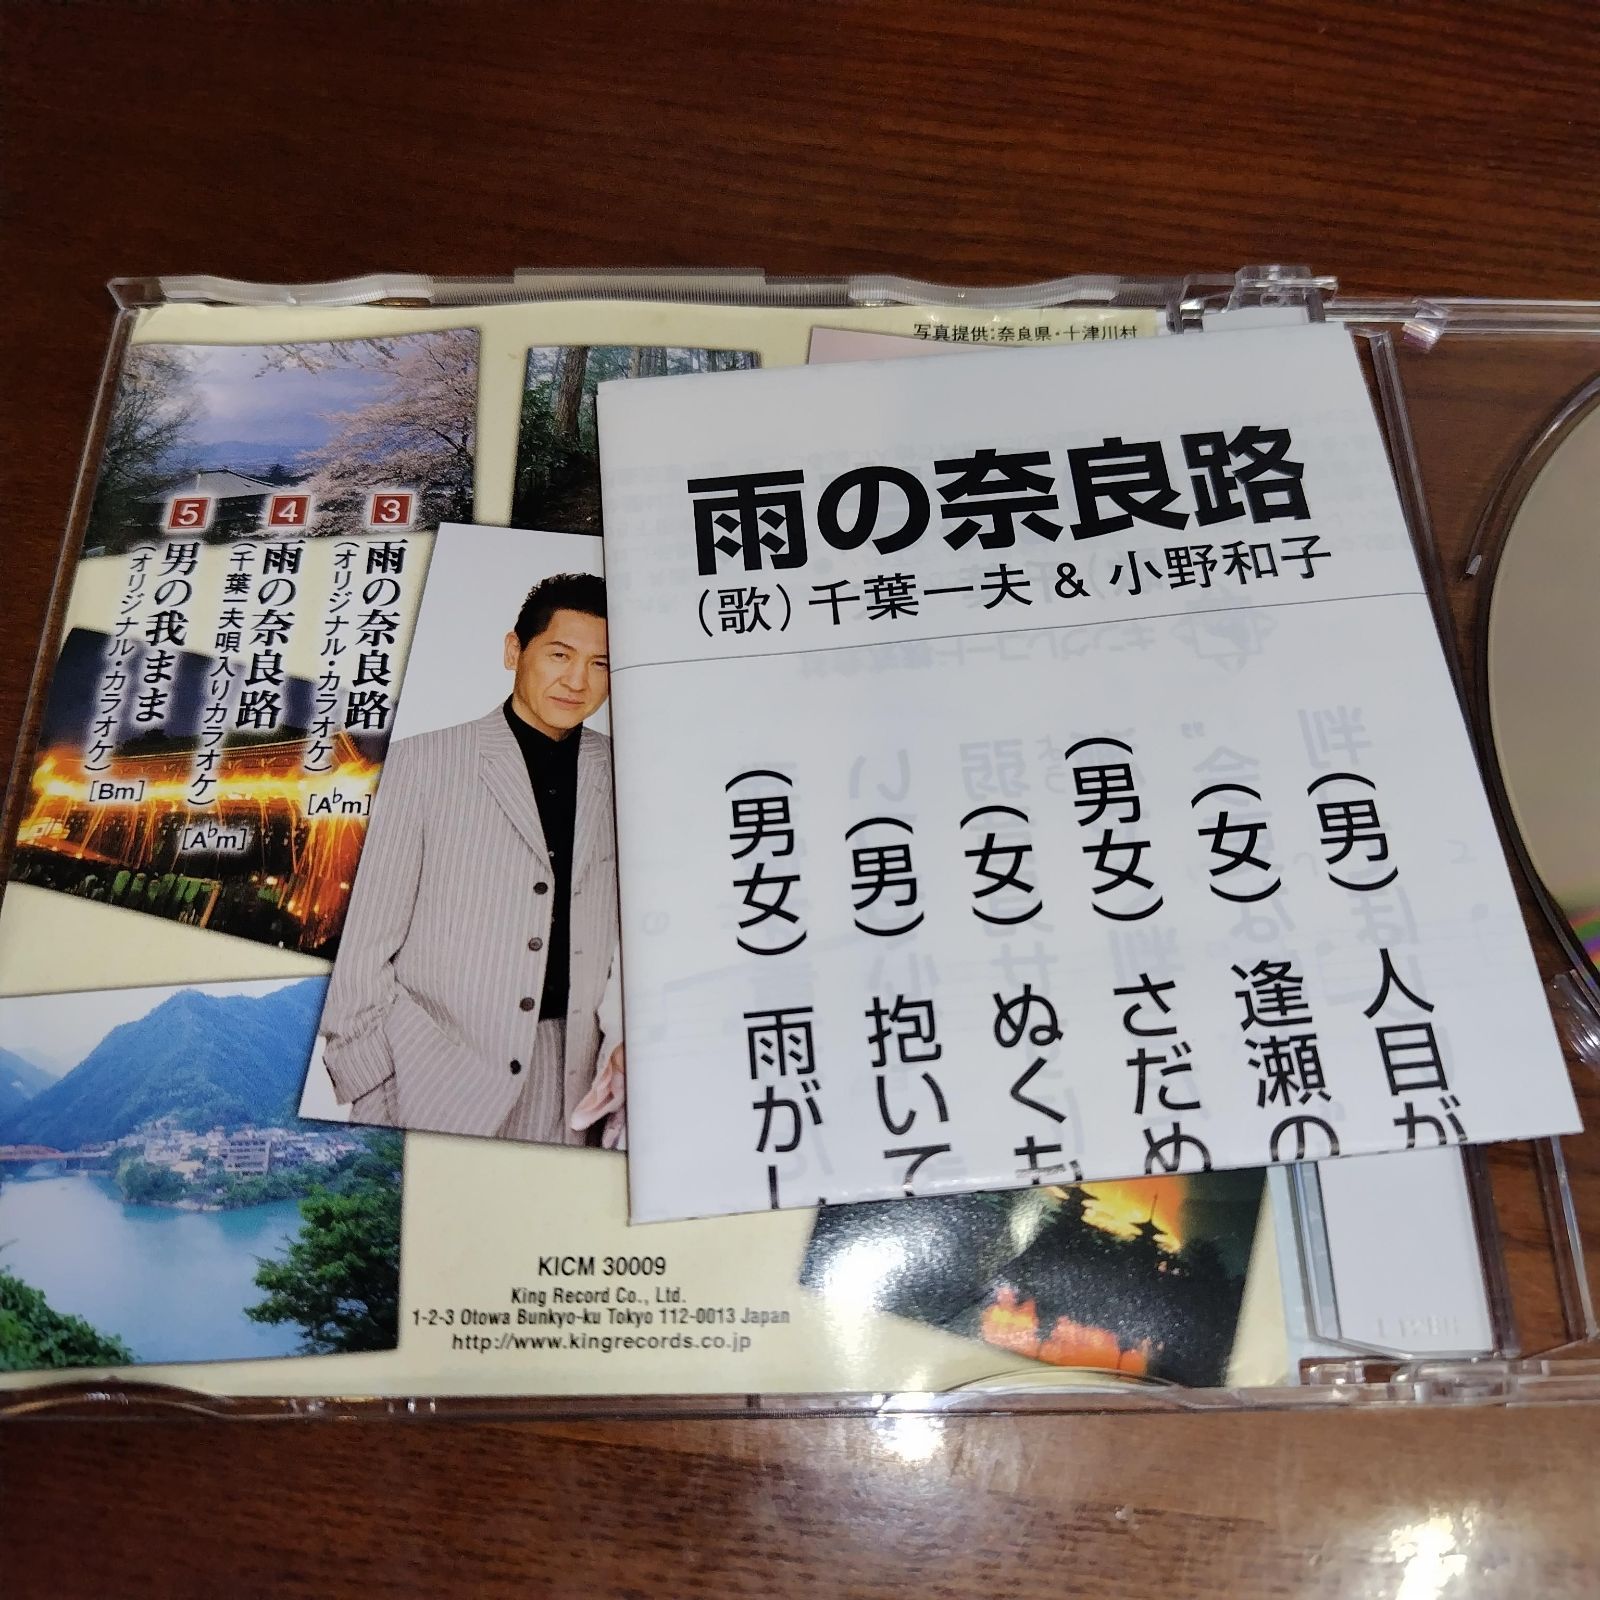 写真提供:奈良県・十津川村
3
雨の奈良路
(オリジナル・カラオケ)
[A♭m]
4
雨の奈良路
(千葉一夫唄入り・カラオケ)
[A♭m]
5
男の我まま
(オリジナル・カラオケ)
[Bm]
雨の奈良路
(歌)千葉一夫&小野和子
(男) 人目が
(女) 逢瀬の
(男女) さだめ
(女) ぬくも
(男) 抱いて
(男女) 雨がし
KICM 30009
King Record Co., Ltd.
1-2-3 Otowa Bunkyo-ku Tokyo 112-0013 Japan
http://www.kingrecords.co.jp